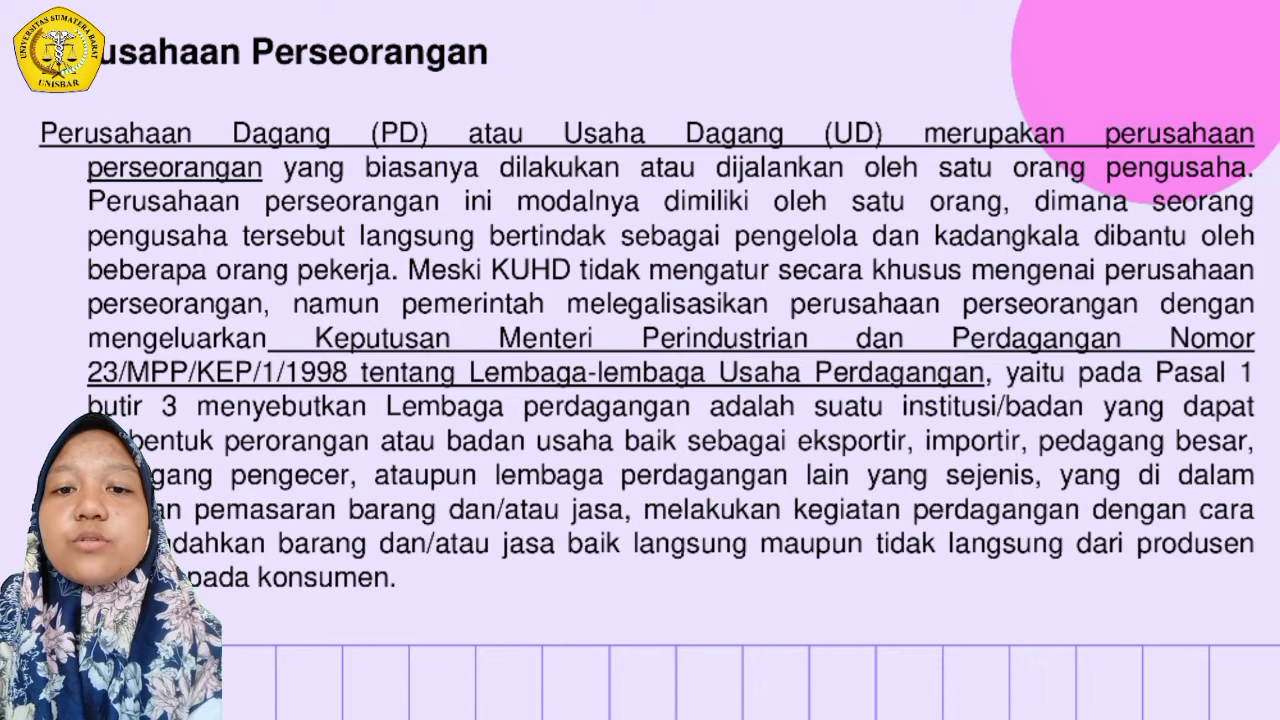 UNIVERSITAS SUMATERA BARAT
UNISBAR
usahaan Perseorangan
Perusahaan Dagang (PD) atau Usaha Dagang (UD) merupakan perusahaan
perseorangan yang biasanya dilakukan atau dijalankan oleh satu orang pengusaha.
Perusahaan perseorangan ini modalnya dimiliki oleh satu orang, dimana seorang
pengusaha tersebut langsung bertindak sebagai pengelola dan kadangkala dibantu oleh
beberapa orang pekerja. Meski KUHD tidak mengatur secara khusus mengenai perusahaan
perseorangan, namun pemerintah melegalisasikan perusahaan perseorangan dengan
mengeluarkan Keputusan Menteri Perindustrian dan Perdagangan Nomor
23/MPP/KEP/1/1998 tentang Lembaga-lembaga Usaha Perdagangan, yaitu pada Pasal 1
butir 3 menyebutkan Lembaga perdagangan adalah suatu institusi/badan yang dapat
bentuk perorangan atau badan usaha baik sebagai eksportir, importir, pedagang besar,
gang pengecer, ataupun lembaga perdagangan lain yang sejenis, yang di dalam
an pemasaran barang dan/atau jasa, melakukan kegiatan perdagangan dengan cara
dahkan barang dan/atau jasa baik langsung maupun tidak langsung dari produsen
pada konsumen.